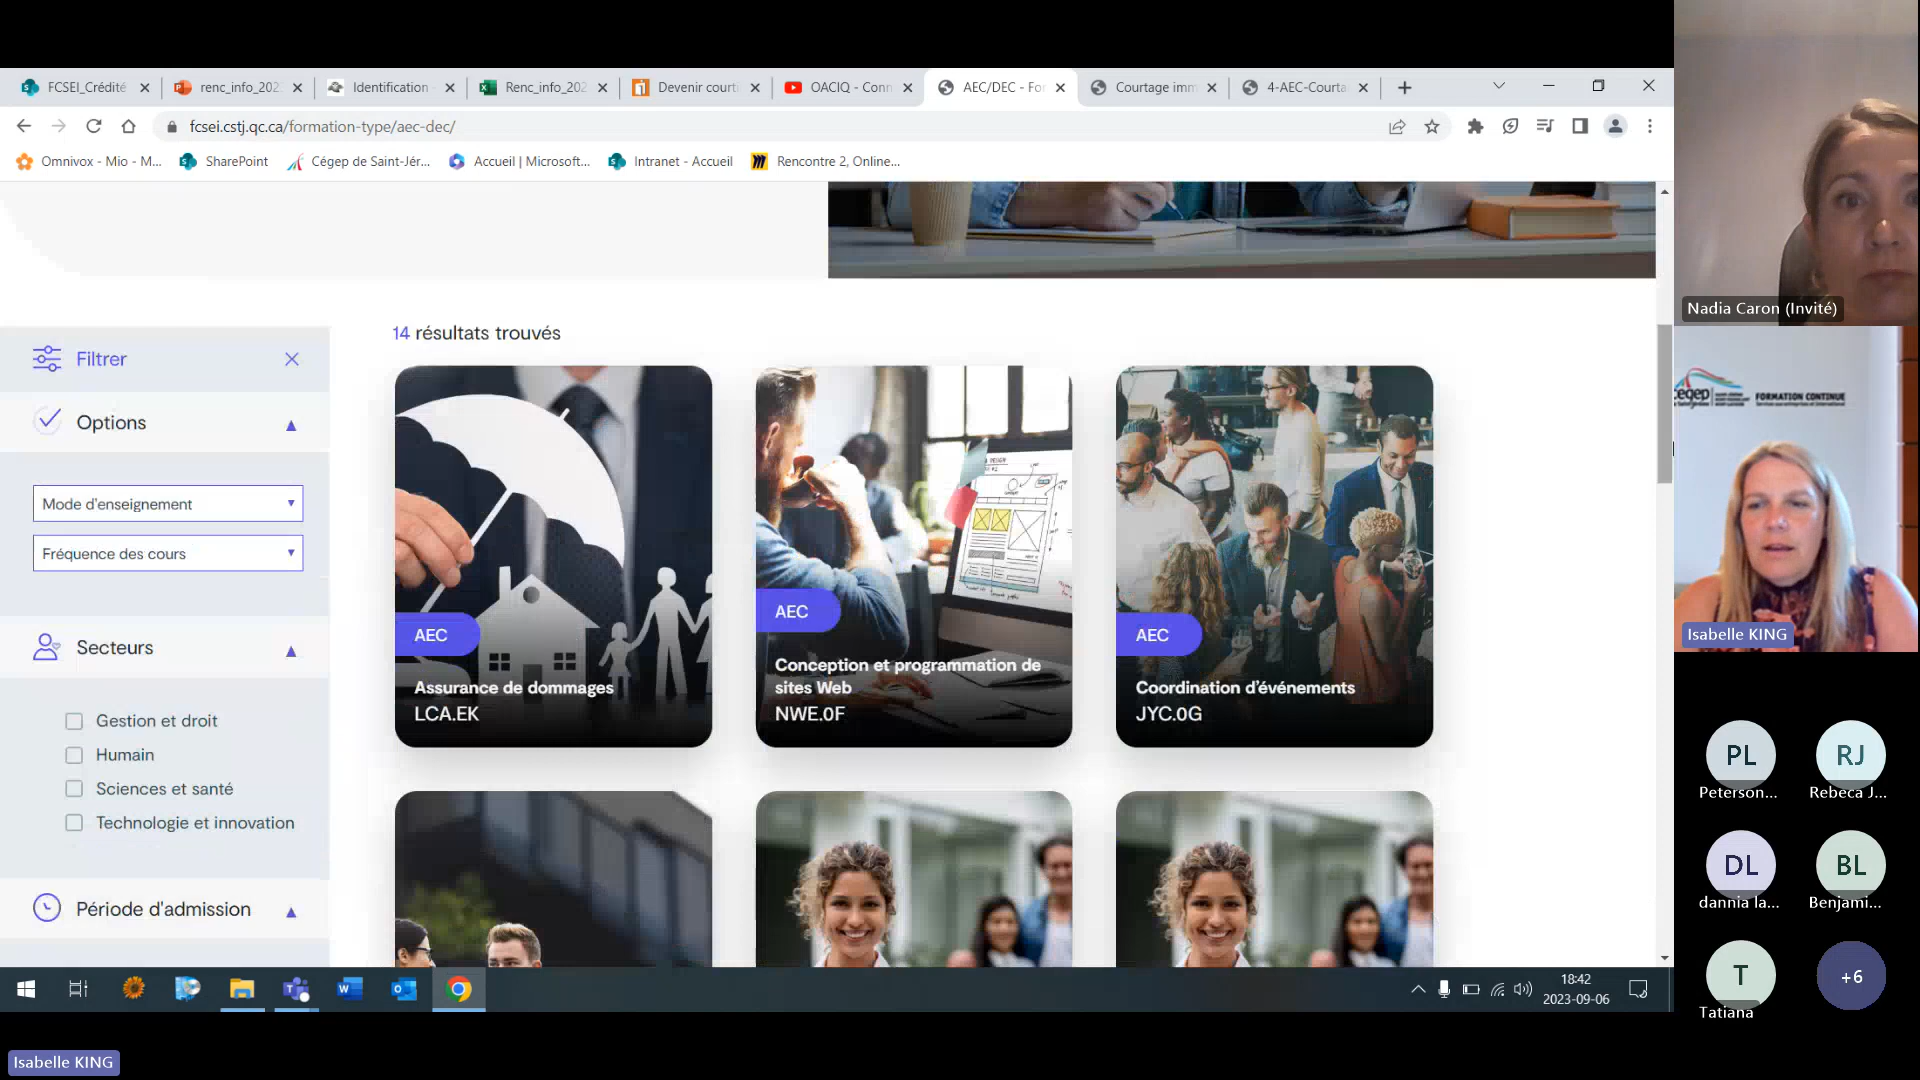 FCSEI_Crédité
renc_info_202
Identification
Renc_info_202
Devenir courti
OACIQ - Conn
AEC/DEC - For
Courtage imm
4-AEC-Courta
fcsei.cstj.qc.ca/formation-type/aec-dec/
Omnivox - Mio - M...
SharePoint
Cégep de Saint-Jér...
Accueil | Microsoft...
Intranet - Accueil
Rencontre 2, Online...
14 résultats trouvés
Filtrer
Options
Mode d'enseignement
Fréquence des cours
Secteurs
Gestion et droit
Humain
Sciences et santé
Technologie et innovation
Période d'admission
AEC
Assurance de dommages
LCA.EK
AEC
Conception et programmation de
sites Web
NWE.0F
AEC
Coordination d'événements
JYC.0G
18:42
2023-09-06
Nadia Caron (Invité)
cégep
FORMATION CONTINUE
Isabelle KING
PL
Peterson...
RJ
Rebeca J...
DL
dannia la...
BL
Benjami...
T
Tatiana
+6
Isabelle KING